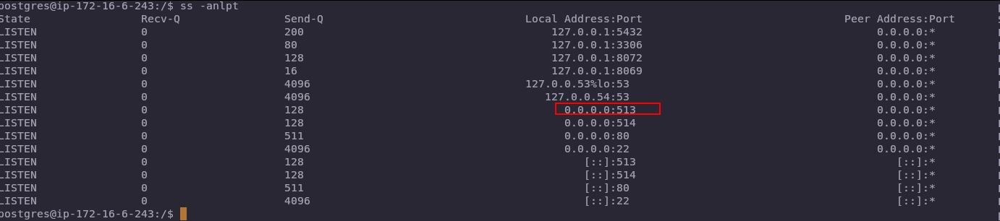 postgres@ip-172-16-6-243:/$ ss -anlpt
State Recv-Q Send-Q Local Address:Port Peer Address:Port
LISTEN 0 200 127.0.0.1:5432 0.0.0.0:*
LISTEN 0 80 127.0.0.1:3306 0.0.0.0:*
LISTEN 0 128 127.0.0.1:8072 0.0.0.0:*
LISTEN 0 16 127.0.0.1:8069 0.0.0.0:*
LISTEN 0 4096 127.0.0.53%lo:53 0.0.0.0:*
LISTEN 0 4096 127.0.0.54:53 0.0.0.0:*
LISTEN 0 128 0.0.0.0:513 0.0.0.0:*
LISTEN 0 128 0.0.0.0:514 0.0.0.0:*
LISTEN 0 511 0.0.0.0:80 0.0.0.0:*
LISTEN 0 4096 0.0.0.0:22 0.0.0.0:*
LISTEN 0 128 [::]:513 [::]:*
LISTEN 0 128 [::]:514 [::]:*
LISTEN 0 511 [::]:80 [::]:*
LISTEN 0 4096 [::]:22 [::]:*
postgres@ip-172-16-6-243:/$